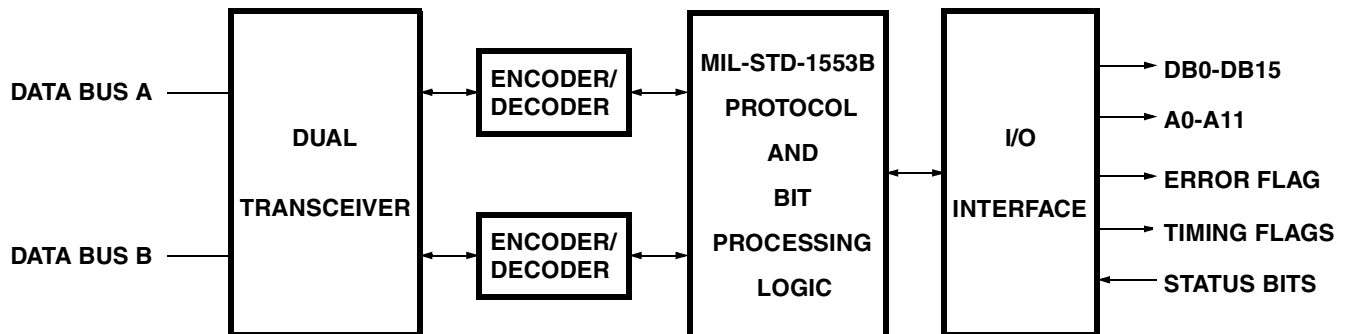 DATA BUS A
DATA BUS B
DUAL
TRANSCEIVER
ENCODER/
DECODER
ENCODER/
DECODER
MIL-STD-1553B
PROTOCOL
AND
BIT
PROCESSING
LOGIC
I/O
INTERFACE
DB0-DB15
A0-A11
ERROR FLAG
TIMING FLAGS
STATUS BITS